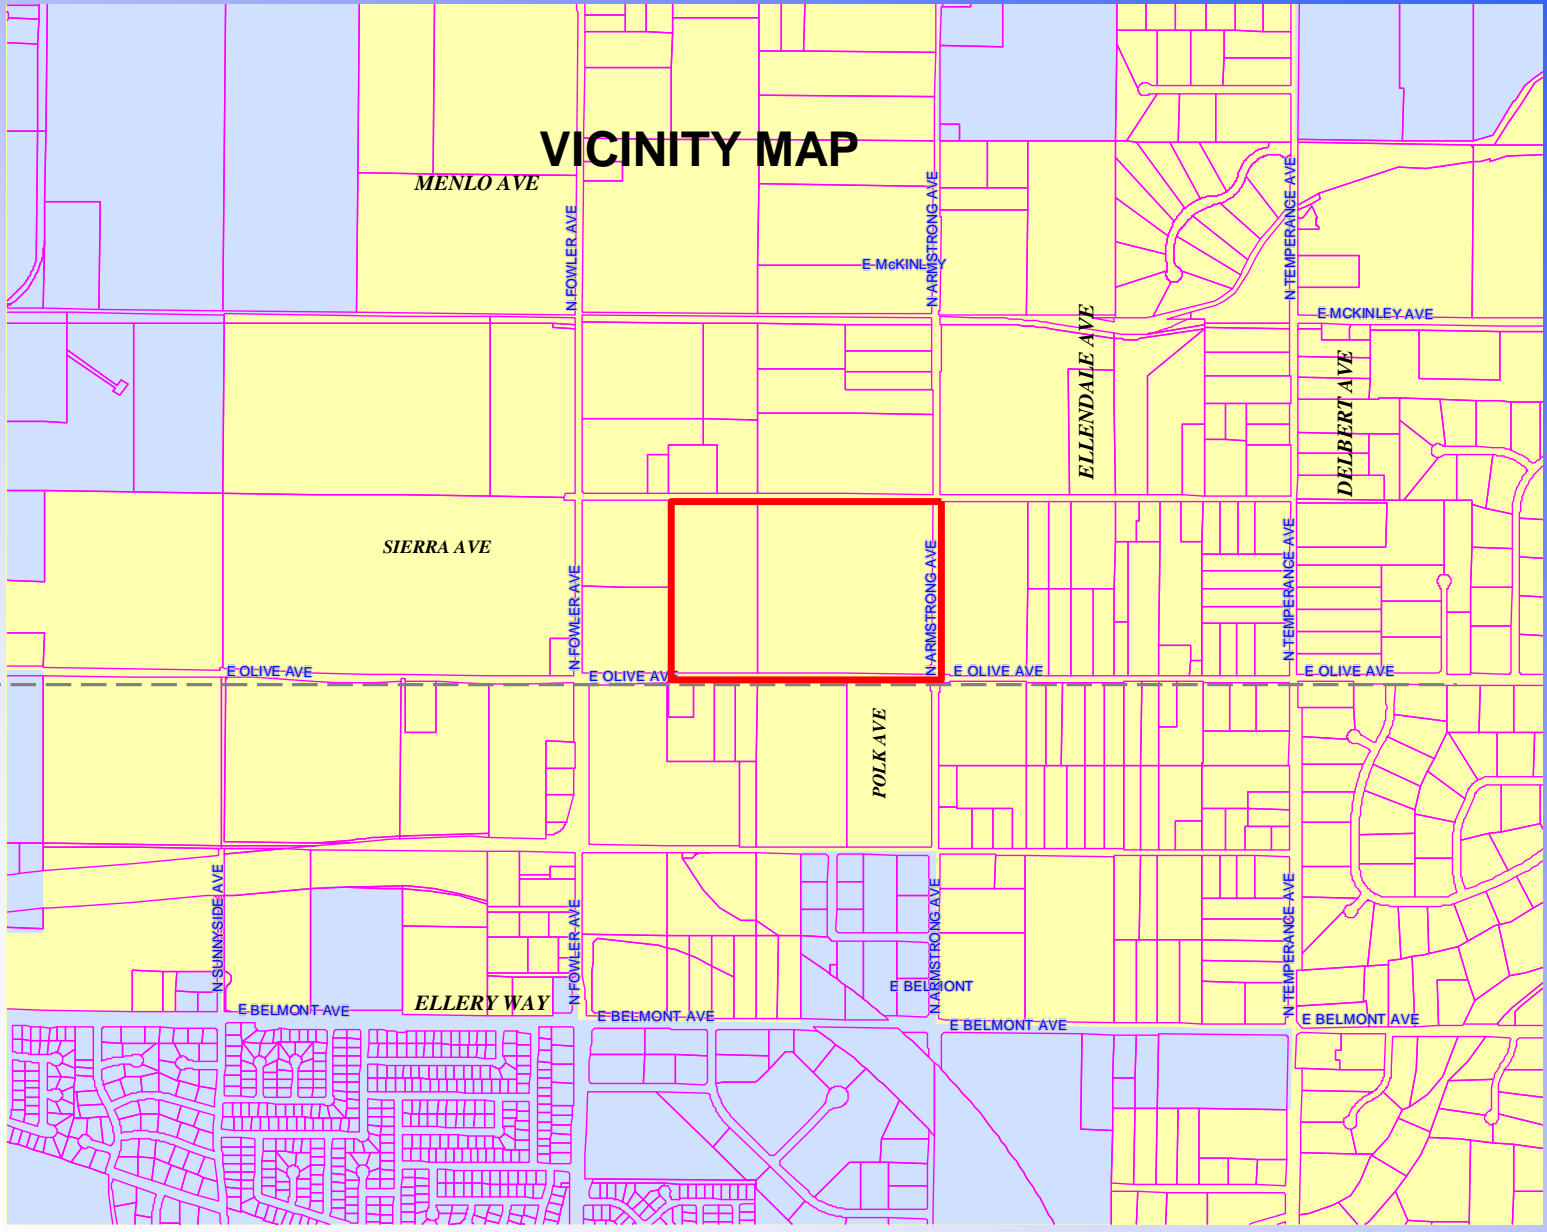 VICINITY MAP
MENLO AVE
N FOWLER AVE
N ARMSTRONG AVE
N TEMPERANCE AVE
E McKINLEY
E MCKINLEY AVE
ELLENDALE AVE
DELBERT AVE
SIERRA AVE
N FOWLER AVE
N ARMSTRONG AVE
N TEMPERANCE AVE
E OLIVE AVE
E OLIVE AVE
E OLIVE AVE
E OLIVE AVE
POLK AVE
N SUNNYSIDE AVE
N FOWLER AVE
N ARMSTRONG AVE
N TEMPERANCE AVE
E BELMONT
ELLERY WAY
E BELMONT AVE
E BELMONT AVE
E BELMONT AVE
E BELMONT AVE